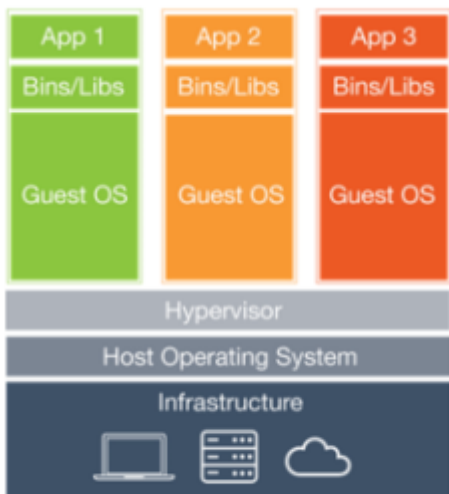 App 1
App 2
App 3
Bins/Libs
Bins/Libs
Bins/Libs
Guest OS
Guest OS
Guest OS
Hypervisor
Host Operating System
Infrastructure